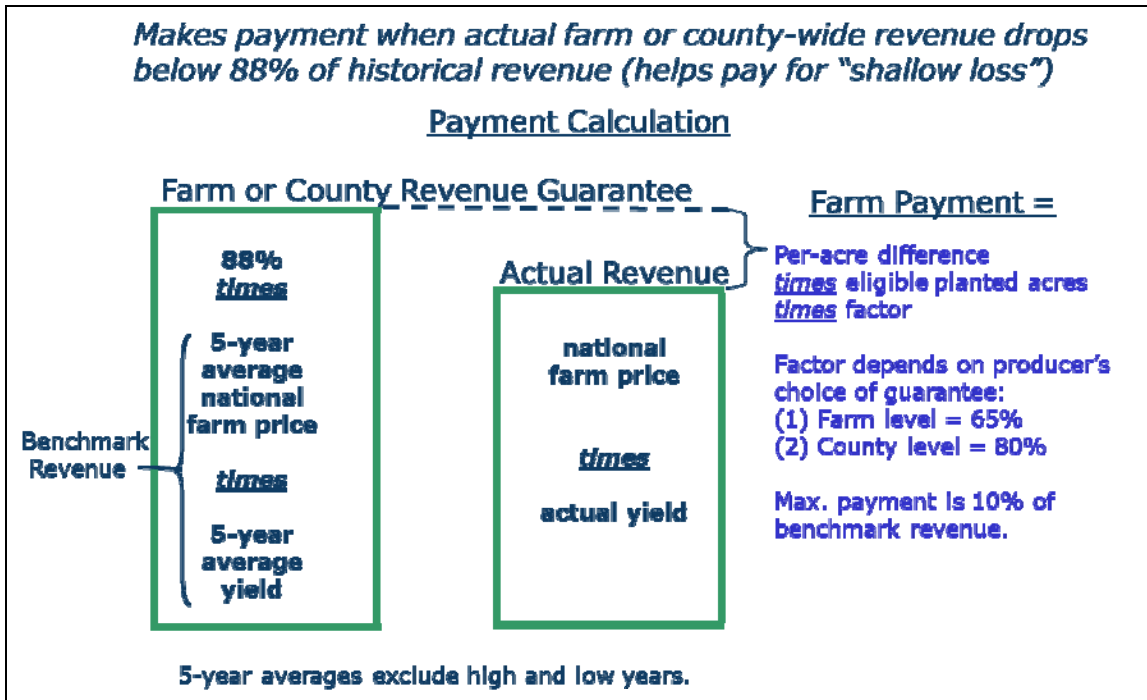 Makes payment when actual farm or county-wide revenue drops
below 88% of historical revenue (helps pay for “shallow loss”)
Payment Calculation
Farm or County Revenue Guarantee
88%
times
5-year
average
national
farm price
times
5-year
average
yield
Benchmark
Revenue
Actual Revenue
national
farm price
times
actual yield
Farm Payment =
Per-acre difference
times eligible planted acres
times factor
Factor depends on producer’s
choice of guarantee:
(1) Farm level = 65%
(2) County level = 80%
Max. payment is 10% of
benchmark revenue.
5-year averages exclude high and low years.